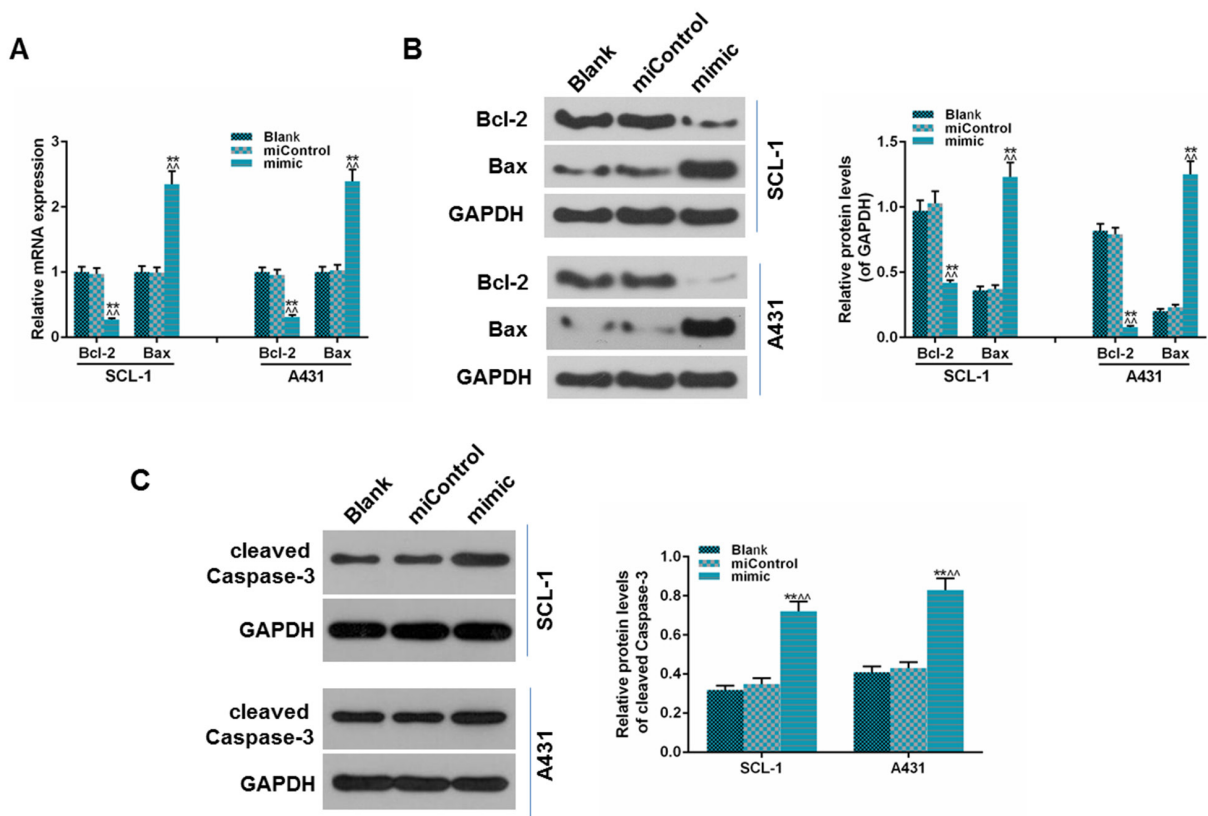 A
Relative mRNA expression
3
2
1
0
Blank
miControl
mimic
**
^^
**
^^
**
^^
**
^^
Bcl-2 Bax Bcl-2 Bax
SCL-1 A431
B
Blank miControl mimic
Bcl-2
Bax
GAPDH
SCL-1
Bcl-2
Bax
GAPDH
A431
Relative protein levels
(of GAPDH)
1.5
1.0
0.5
0.0
Blank
miControl
mimic
**
^^
**
^^
**
^^
**
^^
Bcl-2 Bax Bcl-2 Bax
SCL-1 A431
C
Blank miControl mimic
cleaved
Caspase-3
GAPDH
SCL-1
cleaved
Caspase-3
GAPDH
A431
Relative protein levels
of cleaved Caspase-3
1.0
0.8
0.6
0.4
0.2
0.0
Blank
miControl
mimic
**^^
**^^
SCL-1 A431